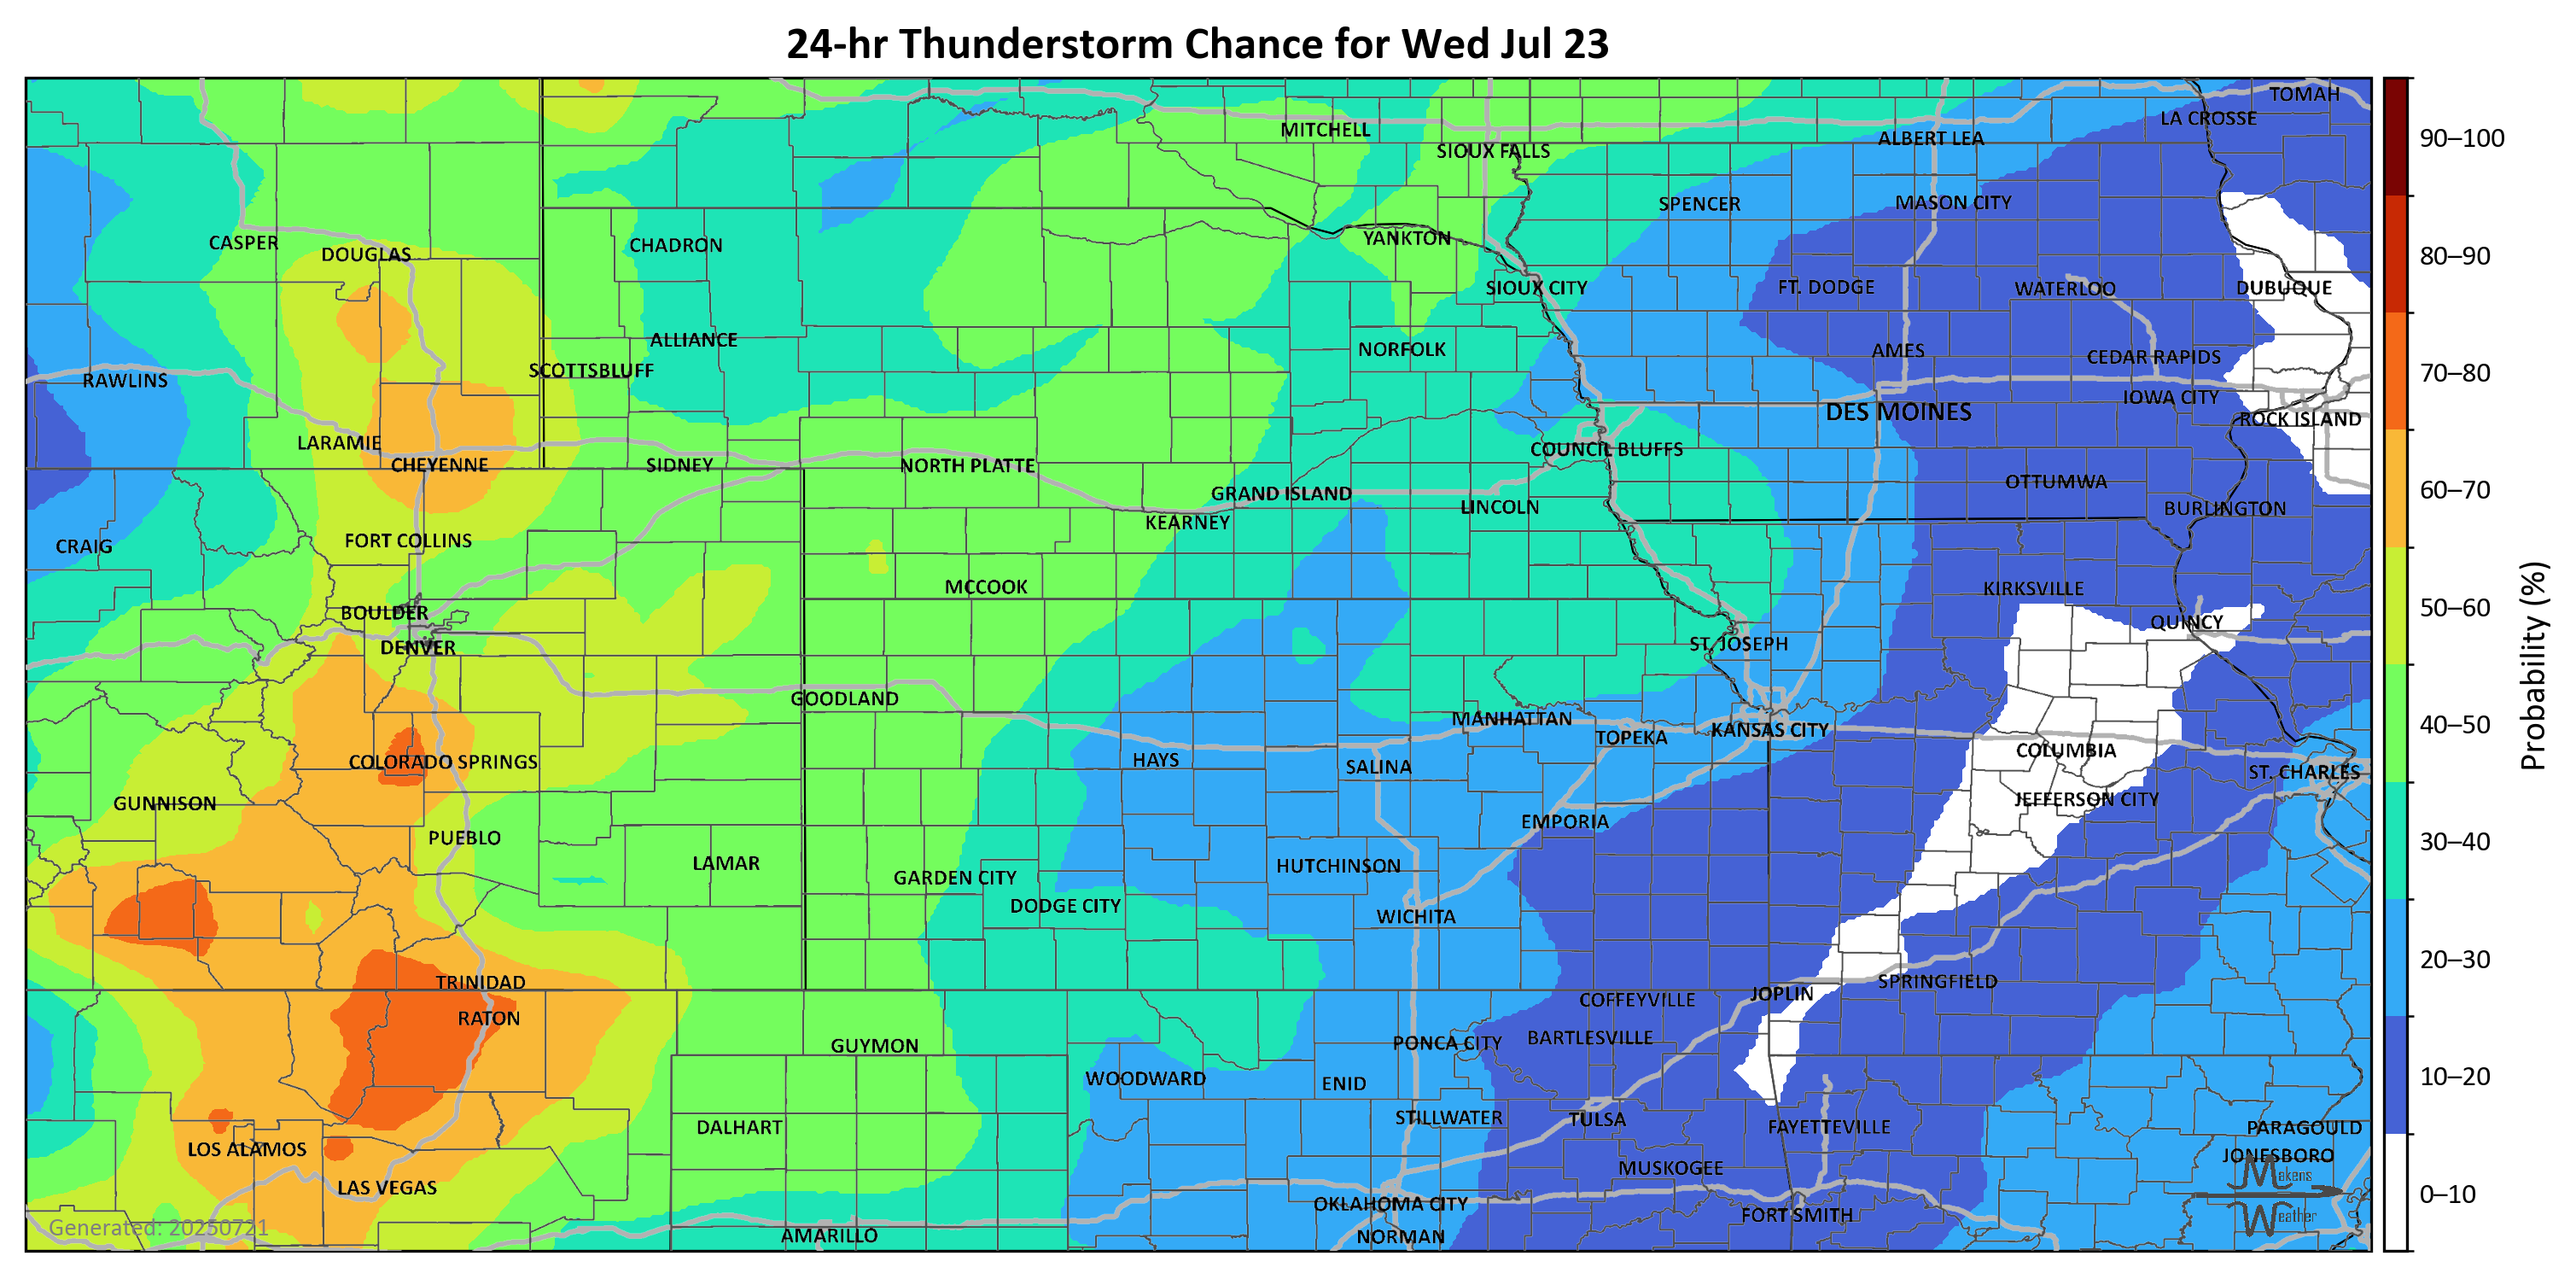 24-hr Thunderstorm Chance for Wed Jul 23
TOMAH
LA CROSSE
MITCHELL
ALBERT LEA
SIOUX FALLS
SPENCER
MASON CITY
CASPER
DOUGLAS
CHADRON
YANKTON
SIOUX CITY
FT. DODGE
WATERLOO
DUBUQUE
ALLIANCE
NORFOLK
AMES
CEDAR RAPIDS
SCOTTSBLUFF
RAWLINS
IOWA CITY
DES MOINES
ROCK ISLAND
LARAMIE
CHEYENNE
SIDNEY
NORTH PLATTE
COUNCIL BLUFFS
GRAND ISLAND
LINCOLN
OTTUMWA
BURLINGTON
KEARNEY
CRAIG
FORT COLLINS
MCCOOK
KIRKSVILLE
BOULDER
QUINCY
DENVER
ST. JOSEPH
GOODLAND
MANHATTAN
TOPEKA
KANSAS CITY
COLUMBIA
COLORADO SPRINGS
HAYS
SALINA
ST. CHARLES
GUNNISON
JEFFERSON CITY
PUEBLO
EMPORIA
LAMAR
HUTCHINSON
GARDEN CITY
DODGE CITY
WICHITA
TRINIDAD
SPRINGFIELD
JOPLIN
COFFEYVILLE
RATON
BARTLESVILLE
GUYMON
PONCA CITY
WOODWARD
ENID
STILLWATER
TULSA
DALHART
FAYETTEVILLE
PARAGOULD
LOS ALAMOS
JONESBORO
MUSKOGEE
LAS VEGAS
OKLAHOMA CITY
FORT SMITH
AMARILLO
NORMAN
Generated: 20250721
Makens
Weather
90–100
80–90
70–80
60–70
50–60
40–50
30–40
20–30
10–20
0–10
Probability (%)